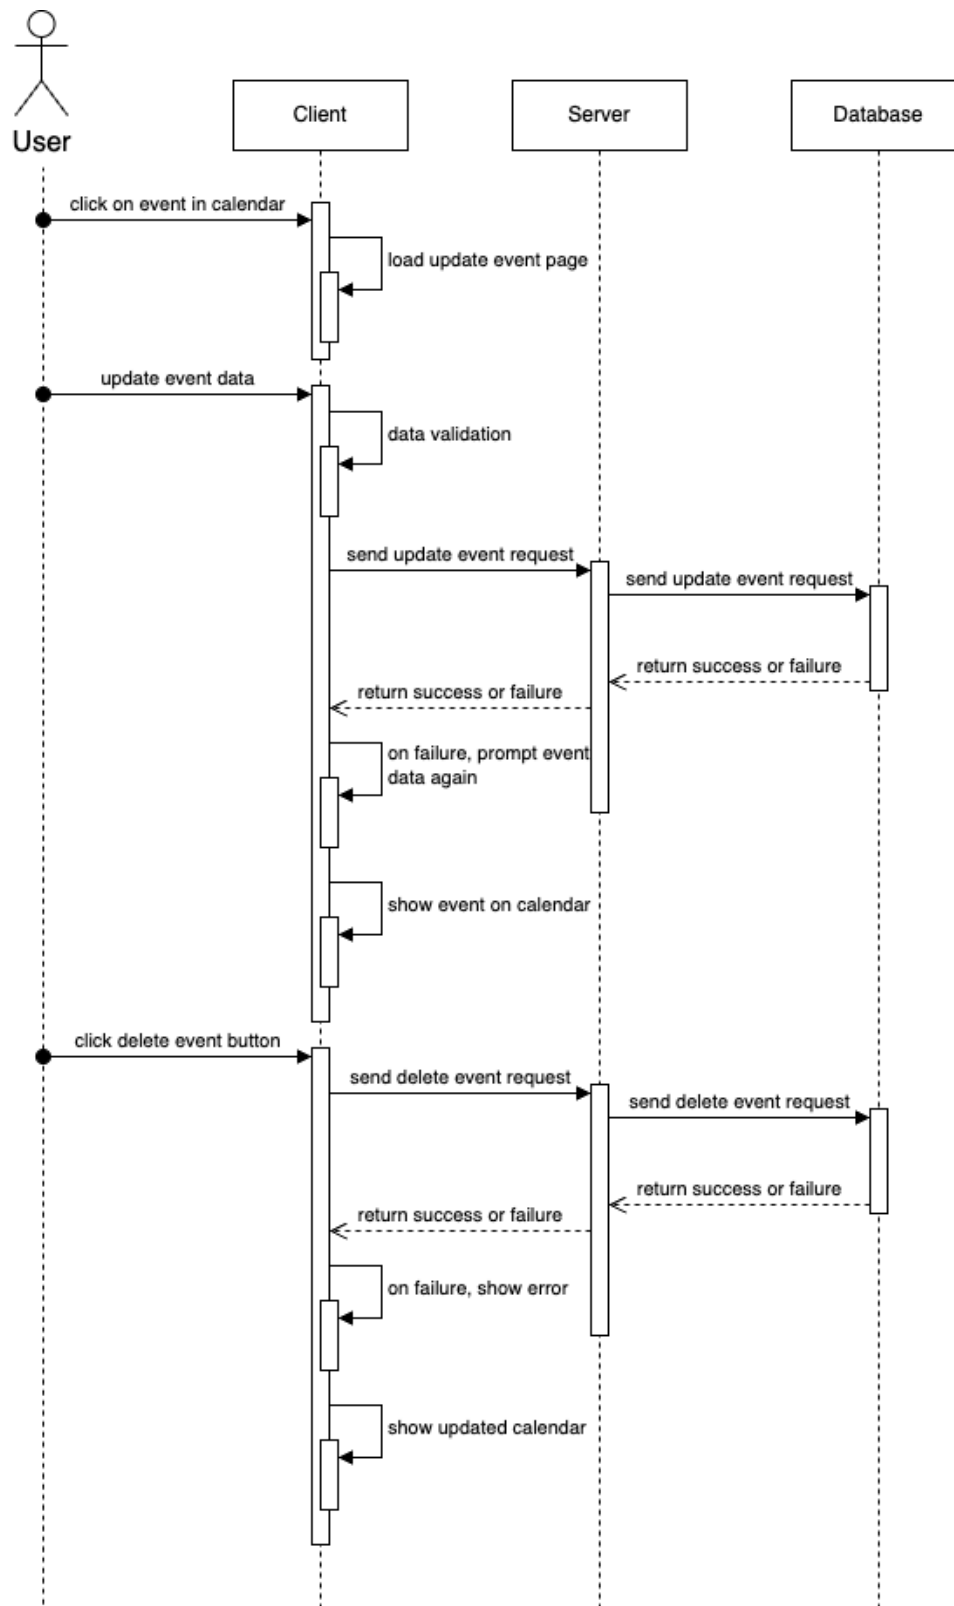 User
Client
Server
Database
click on event in calendar
load update event page
update event data
data validation
send update event request
send update event request
return success or failure
return success or failure
on failure, prompt event
data again
show event on calendar
click delete event button
send delete event request
send delete event request
return success or failure
return success or failure
on failure, show error
show updated calendar